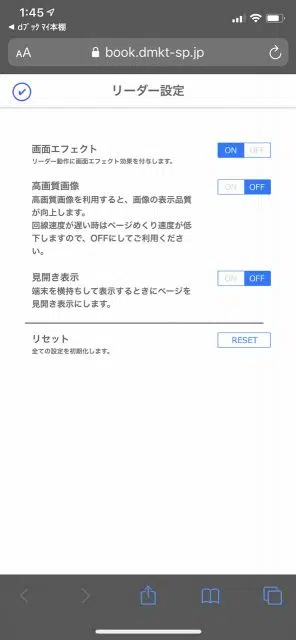 1:45
◀ dブック マイ本棚
AA book.dmkt-sp.jp
リーダー設定
画面エフェクト ON OFF
リーダー動作に画面エフェクト効果を付与します。
高画質画像 ON OFF
高画質画像を利用すると、画像の表示品質
が向上します。
回線速度が遅い時はページめくり速度が低
下しますので、OFFにしてご利用くださ
い。
見開き表示 ON OFF
端末を横持ちして表示するときにページを
見開き表示にします。
リセット RESET
全ての設定を初期化します。